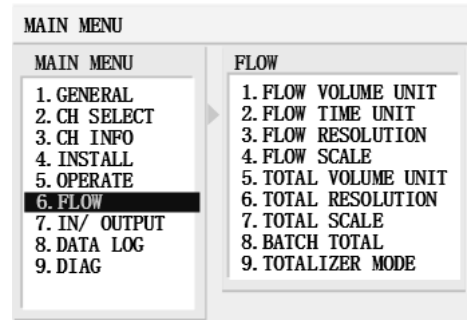 MAIN MENU
MAIN MENU
1. GENERAL
2. CH SELECT
3. CH INFO
4. INSTALL
5. OPERATE
6. FLOW
7. IN/ OUTPUT
8. DATA LOG
9. DIAG
FLOW
1. FLOW VOLUME UNIT
2. FLOW TIME UNIT
3. FLOW RESOLUTION
4. FLOW SCALE
5. TOTAL VOLUME UNIT
6. TOTAL RESOLUTION
7. TOTAL SCALE
8. BATCH TOTAL
9. TOTALIZER MODE